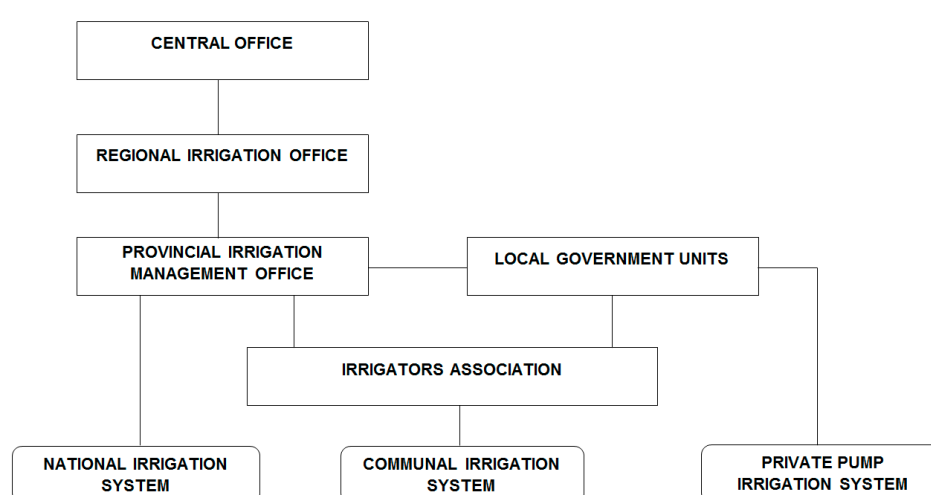 CENTRAL OFFICE
REGIONAL IRRIGATION OFFICE
PROVINCIAL IRRIGATION
MANAGEMENT OFFICE
LOCAL GOVERNMENT UNITS
IRRIGATORS ASSOCIATION
NATIONAL IRRIGATION
SYSTEM
COMMUNAL IRRIGATION
SYSTEM
PRIVATE PUMP
IRRIGATION SYSTEM